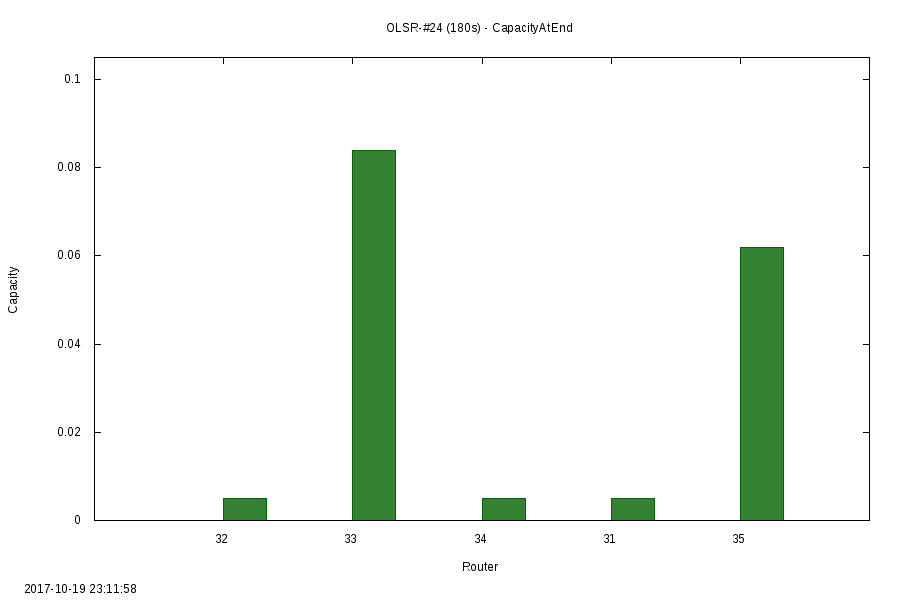 OLSR-#24 (180s) - CapacityAtEnd
0.1
0.08
0.06
0.04
0.02
0
Capacity
32 33 34 31 35
Router
2017-10-19 23:11:58